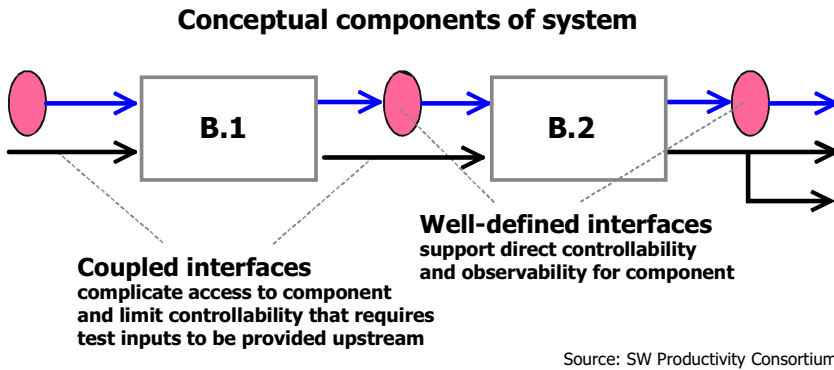 Conceptual components of system
B.1
B.2
Well-defined interfaces
support direct controllability
and observability for component
Coupled interfaces
complicate access to component
and limit controllability that requires
test inputs to be provided upstream
Source: SW Productivity Consortium